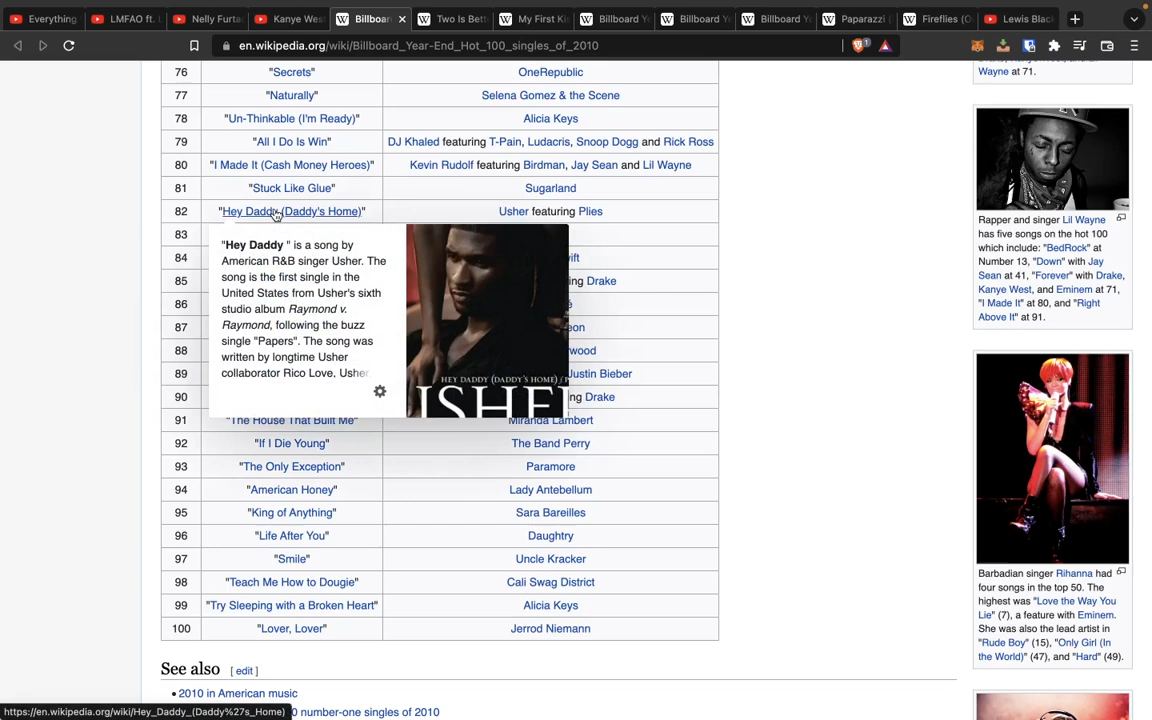 Everything
LMFAO ft. L
Nelly Furta
Kanye Wes
Billboar
Two Is Bett
My First Ki
Billboard Y
Billboard Y
Billboard Y
Paparazzi (
Fireflies (O
Lewis Blac
en.wikipedia.org/wiki/Billboard_Year-End_Hot_100_singles_of_2010
76 "Secrets" OneRepublic
77 "Naturally" Selena Gomez & the Scene
78 "Un-Thinkable (I'm Ready)" Alicia Keys
79 "All I Do Is Win" DJ Khaled featuring T-Pain, Ludacris, Snoop Dogg and Rick Ross
80 "I Made It (Cash Money Heroes)" Kevin Rudolf featuring Birdman, Jay Sean and Lil Wayne
81 "Stuck Like Glue" Sugarland
82 "Hey Daddy (Daddy's Home)" Usher featuring Plies
83
84 wift
85 ing Drake
86
87 eon
88 wood
89 Justin Bieber
90 ng Drake
"Hey Daddy " is a song by
American R&B singer Usher. The
song is the first single in the
United States from Usher's sixth
studio album Raymond v.
Raymond, following the buzz
single "Papers". The song was
written by longtime Usher
collaborator Rico Love. Usher
HEY DADDY (DADDY'S HOME)
USHE
91 "The House That Built Me" Miranda Lambert
92 "If I Die Young" The Band Perry
93 "The Only Exception" Paramore
94 "American Honey" Lady Antebellum
95 "King of Anything" Sara Bareilles
96 "Life After You" Daughtry
97 "Smile" Uncle Kracker
98 "Teach Me How to Dougie" Cali Swag District
99 "Try Sleeping with a Broken Heart" Alicia Keys
100 "Lover, Lover" Jerrod Niemann
See also [ edit ]
2010 in American music
0 number-one singles of 2010
https://en.wikipedia.org/wiki/Hey_Daddy_(Daddy%27s_Home)
Wayne at 71.
Rapper and singer Lil Wayne
has five songs on the hot 100
which include: "BedRock" at
Number 13, "Down" with Jay
Sean at 41, "Forever" with Drake,
Kanye West, and Eminem at 71,
"I Made It" at 80, and "Right
Above It" at 91.
Barbadian singer Rihanna had
four songs in the top 50. The
highest was "Love the Way You
Lie" (7), a feature with Eminem.
She was also the lead artist in
"Rude Boy" (15), "Only Girl (In
the World)" (47), and "Hard" (49).